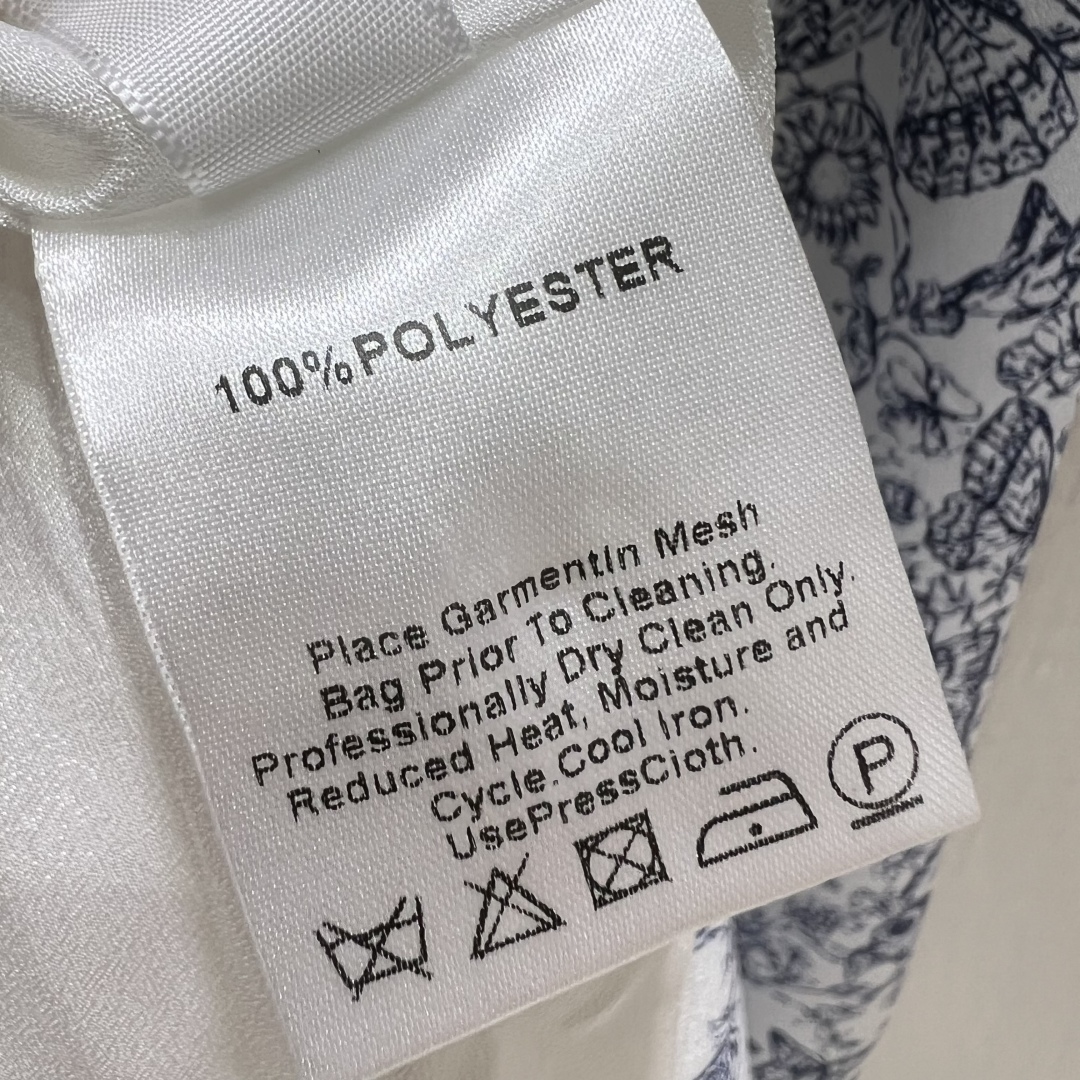 100%POLYESTER
Place GarmentIn Mesh
Bag Prior To Cleaning.
Professionally Dry Clean Only.
Reduced Heat, Moisture and
Cycle.Cool Iron.
UsePressCloth.
P